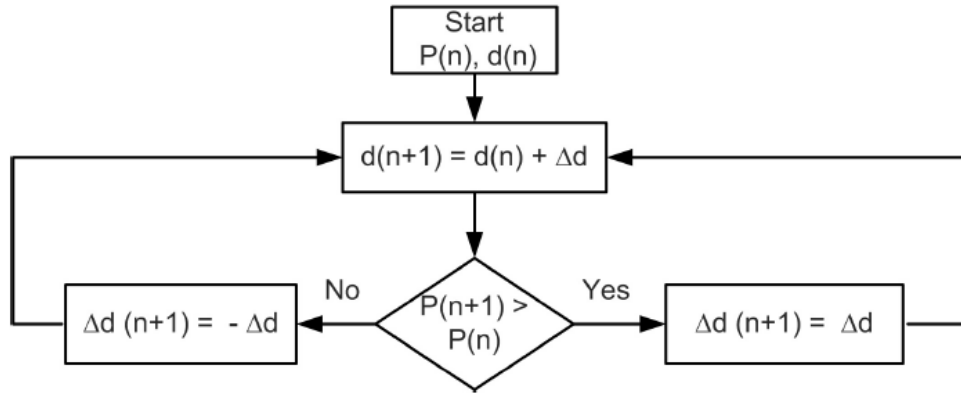 Start
P(n), d(n)
d(n+1) = d(n) + Δd
No
P(n+1) >
P(n)
Yes
Δd (n+1) =  - Δd
Δd (n+1) =  Δd